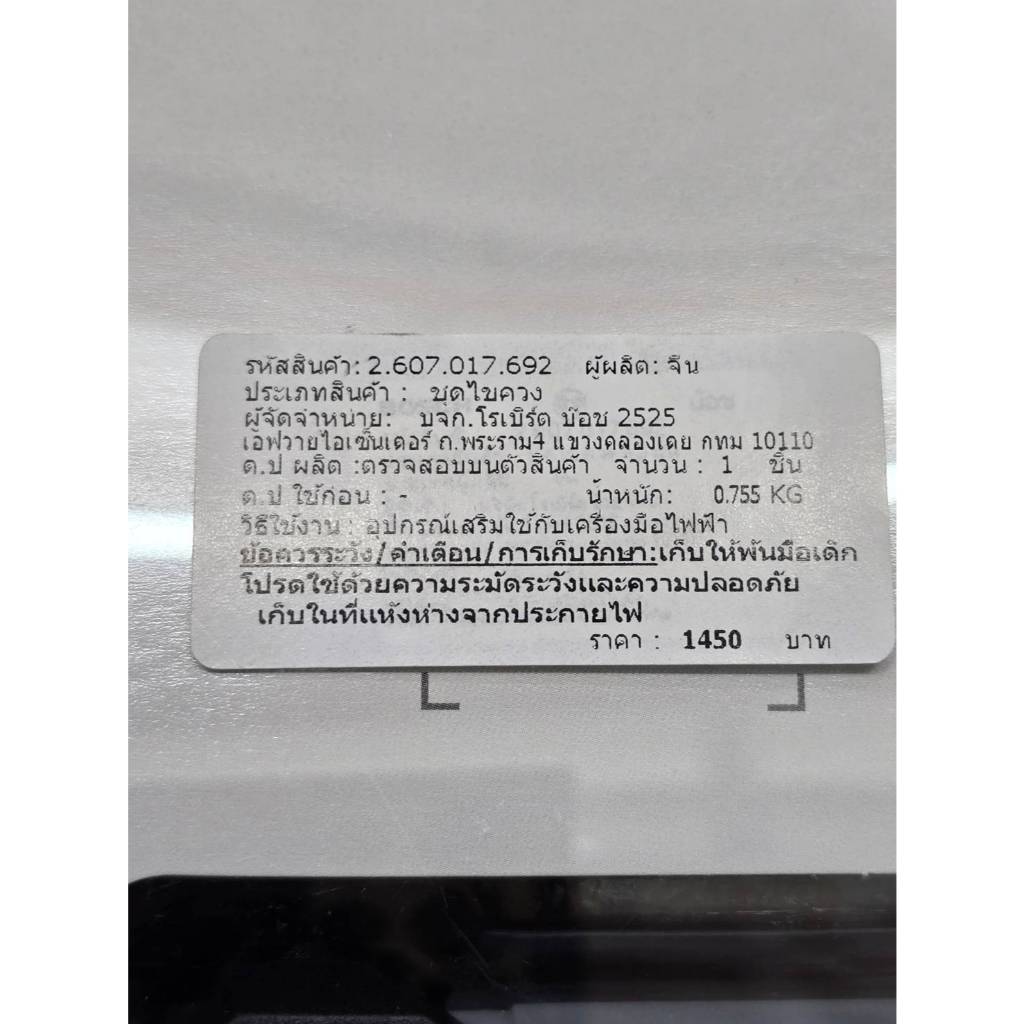 รหัสสินค้า: 2.607.017.692 ผู้ผลิต: จีน
ประเภทสินค้า : ชุดไขควง
ผู้จัดจำหน่าย: บจก.โรเบิร์ต บ๊อช 2525
เอฟวายไอเซ็นเตอร์ ถ.พระราม4 แขวงคลองเตย กทม 10110
ด.ป ผลิต :ตรวจสอบบนตัวสินค้า จำนวน : 1 ชิ้น
ด.ป ใช้ก่อน : - น้ำหนัก: 0.755 KG
วิธีใช้งาน : อุปกรณ์เสริมใช้กับเครื่องมือไฟฟ้า
ข้อควรระวัง/คำเตือน/การเก็บรักษา:เก็บให้พ้นมือเด็ก
โปรดใช้ด้วยความระมัดระวังและความปลอดภัย
เก็บในที่แห้งห่างจากประกายไฟ
ราคา : 1450 บาท